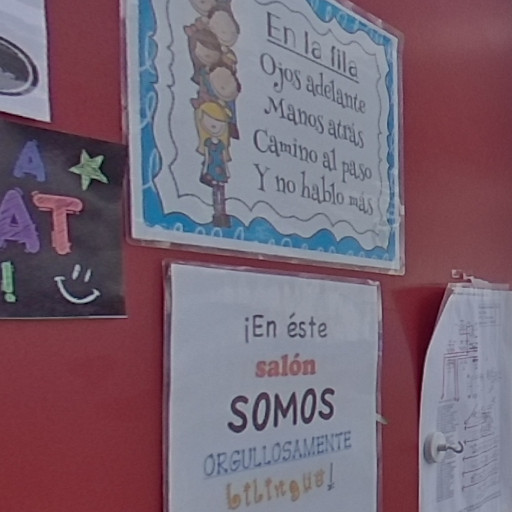 En la fila
Ojos adelante
Manos atrás
Camino al paso
Y no hablo más
A
AT
!
¡En éste
salón
SOMOS
ORGULLOSAMENTE
bilingüe!